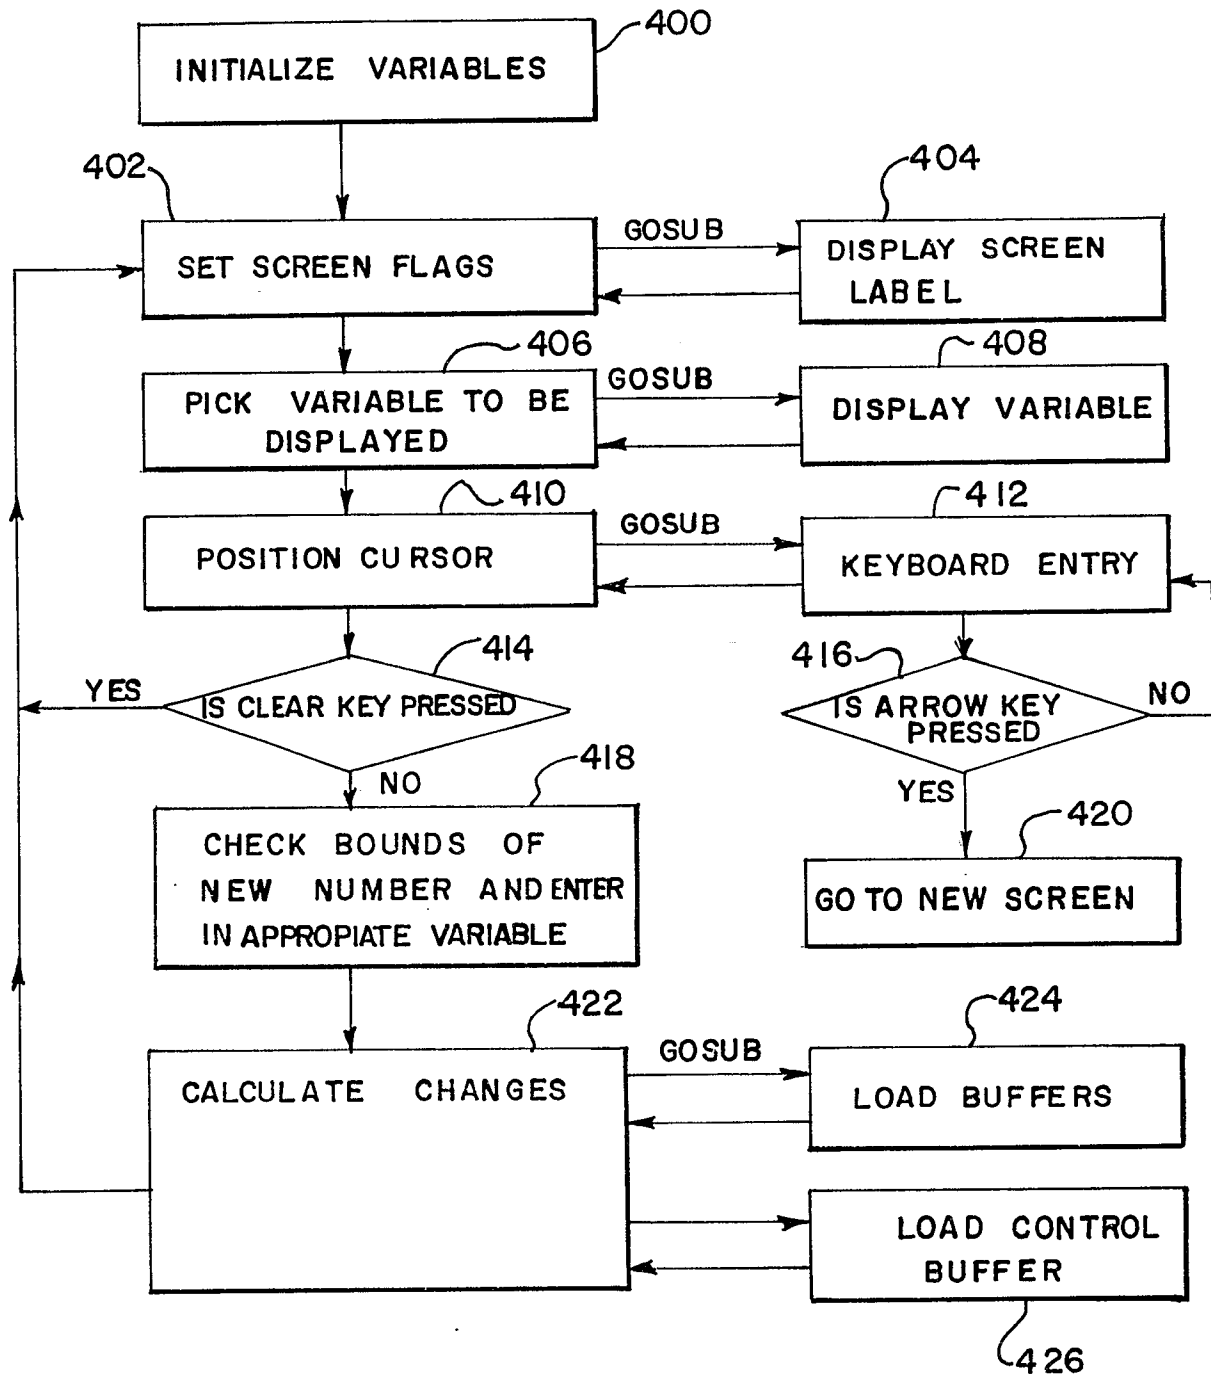 400
INITIALIZE VARIABLES
402
404
SET SCREEN FLAGS
GOSUB
DISPLAY SCREEN
LABEL
406
408
PICK VARIABLE TO BE
DISPLAYED
GOSUB
DISPLAY VARIABLE
410
412
POSITION CURSOR
GOSUB
KEYBOARD ENTRY
414
416
YES
IS CLEAR KEY PRESSED
IS ARROW KEY
PRESSED
NO
NO
418
YES
420
CHECK BOUNDS OF
NEW NUMBER AND ENTER
IN APPROPIATE VARIABLE
GO TO NEW SCREEN
422
424
CALCULATE CHANGES
GOSUB
LOAD BUFFERS
LOAD CONTROL
BUFFER
426